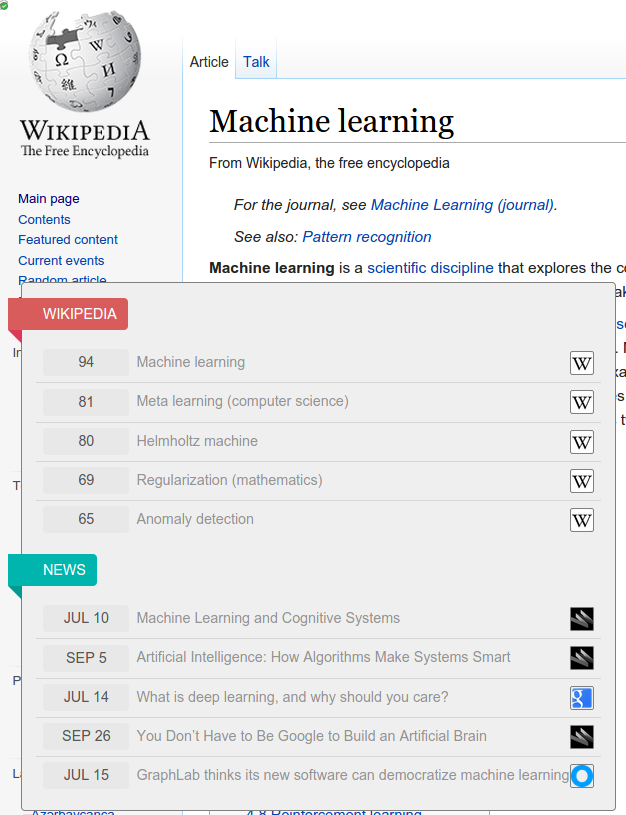 WIKIPEDIA
The Free Encyclopedia
Main page
Contents
Featured content
Current events
Random article
Article Talk
Machine learning
From Wikipedia, the free encyclopedia
For the journal, see Machine Learning (journal).
See also: Pattern recognition
Machine learning is a scientific discipline that explores the
WIKIPEDIA
94 Machine learning W
81 Meta learning (computer science) W
80 Helmholtz machine W
69 Regularization (mathematics) W
65 Anomaly detection W
NEWS
JUL 10 Machine Learning and Cognitive Systems
SEP 5 Artificial Intelligence: How Algorithms Make Systems Smart
JUL 14 What is deep learning, and why should you care? g
SEP 26 You Don’t Have to Be Google to Build an Artificial Brain
JUL 15 GraphLab thinks its new software can democratize machine learning
Azərbaycanca
4.8 Reinforcement learning